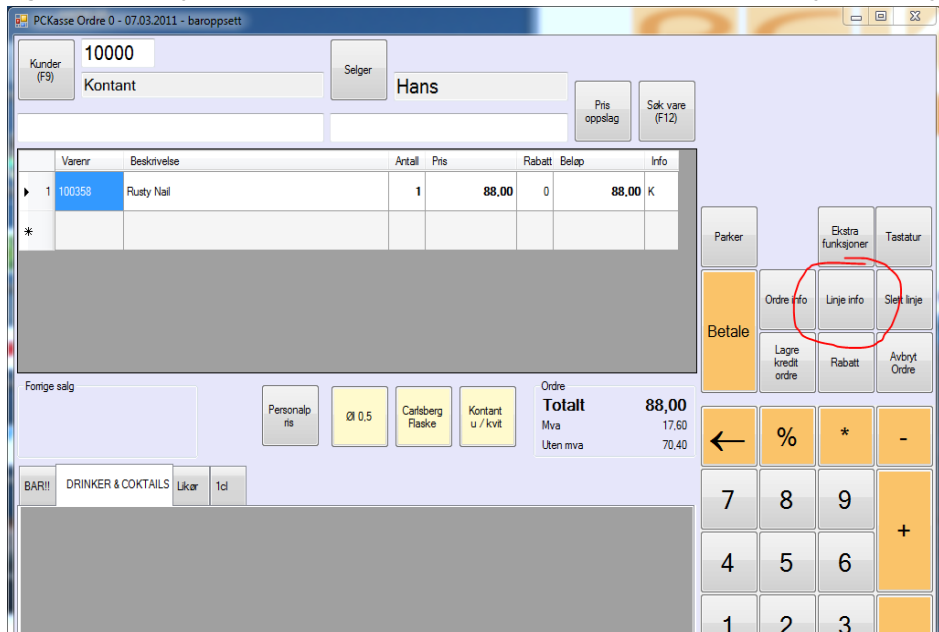 PCKasse Ordre 0 - 07.03.2011 - baroppsett
Kunder
(F9)
10000
Kontant
Selger
Hans
Pris
oppslag
Søk vare
(F12)
Varenr Beskrivelse Antall Pris Rabatt Beløp Info
1 100358 Rusty Nail 1 88,00 0 88,00 K
*
Parker
Ekstra
funksjoner
Tastatur
Betale
Ordre info
Linje info
Slett linje
Lagre
kredit
ordre
Rabatt
Avbryt
Ordre
Forrige salg
Personalp
ris
Øl 0,5
Carlsberg
Flaske
Kontant
u / kvit
Ordre
Totalt 88,00
Mva 17,60
Uten mva 70,40
← % * -
BAR!! DRINKER & COKTAILS Likør 1cl
7 8 9
+
4 5 6
1 2 3